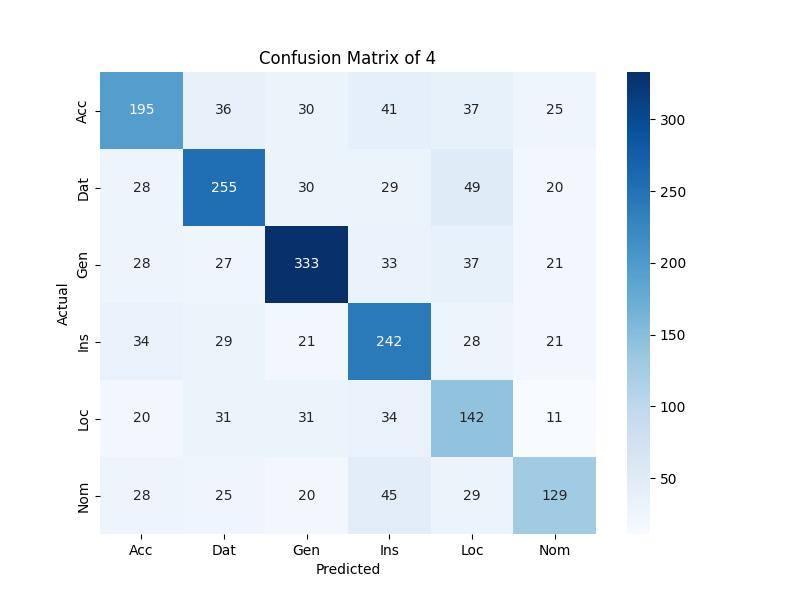 Confusion Matrix of 4
Acc 195 36 30 41 37 25
Dat 28 255 30 29 49 20
Gen 28 27 333 33 37 21
Ins 34 29 21 242 28 21
Loc 20 31 31 34 142 11
Nom 28 25 20 45 29 129
Acc Dat Gen Ins Loc Nom
Predicted
Actual
300
250
200
150
100
50